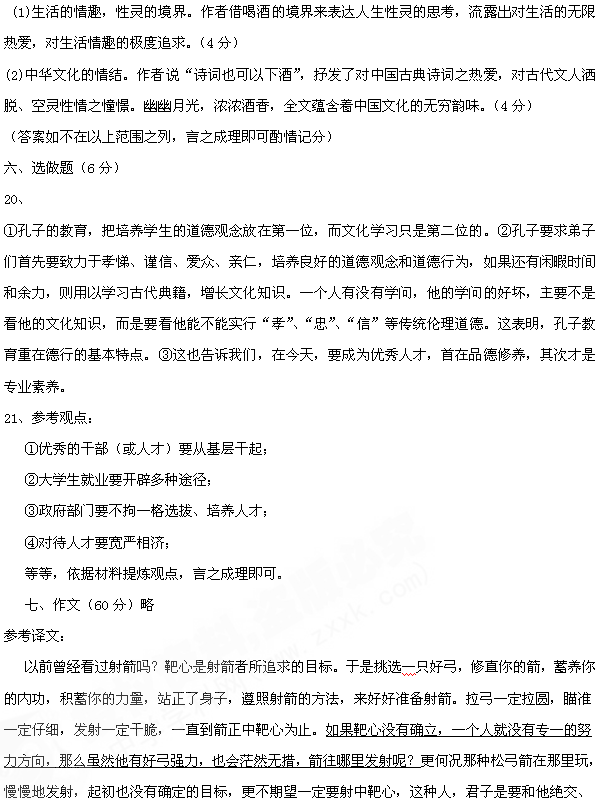 (1)生活的情趣，性灵的境界。作者借喝酒的境界来表达人生性灵的思考，流露出对生活的无限
热爱，对生活情趣的极度追求。（4 分）
(2)中华文化的情结。作者说“诗词也可以下酒”，抒发了对中国古典诗词之热爱，对古代文人洒
脱、空灵性情之憧憬。幽幽月光，浓浓酒香，全文蕴含着中国文化的无穷韵味。（4 分）
（答案如不在以上范围之列，言之成理即可酌情记分）
六、选做题（6 分）
20、
①孔子的教育，把培养学生的道德观念放在第一位，而文化学习只是第二位的。②孔子要求弟子
们首先要致力于孝悌、谨信、爱众、亲仁，培养良好的道德观念和道德行为，如果还有闲暇时间
和余力，则用以学习古代典籍，增长文化知识。一个人有没有学问，他的学问的好坏，主要不是
看他的文化知识，而是要看他能不能实行“孝”、“忠”、“信”等传统伦理道德。这表明，孔子教
育重在德行的基本特点。③这也告诉我们，在今天，要成为优秀人才，首在品德修养，其次才是
专业素养。
21、参考观点：
①优秀的干部（或人才）要从基层干起；
②大学生就业要开辟多种途径；
③政府部门要不拘一格选拔、培养人才；
④对待人才要宽严相济；
等等，依据材料提炼观点，言之成理即可。
七、作文（60 分）略
参考译文：
以前曾经看过射箭吗？靶心是射箭者所追求的目标。于是挑选一只好弓，修直你的箭，蓄养你
的内功，积蓄你的力量，站正了身子，遵照射箭的方法，来好好准备射箭。拉弓一定拉圆，瞄准
一定仔细，发射一定干脆，一直到箭正中靶心为止。如果靶心没有确立，一个人就没有专一的努
力方向，那么虽然他有好弓强力，也会茫然无措，箭往哪里发射呢？更何况那种松弓箭在那里玩，
慢慢地发射，起初也没有确定的目标，更不期望一定要射中靶心，这种人，君子是要和他绝交、